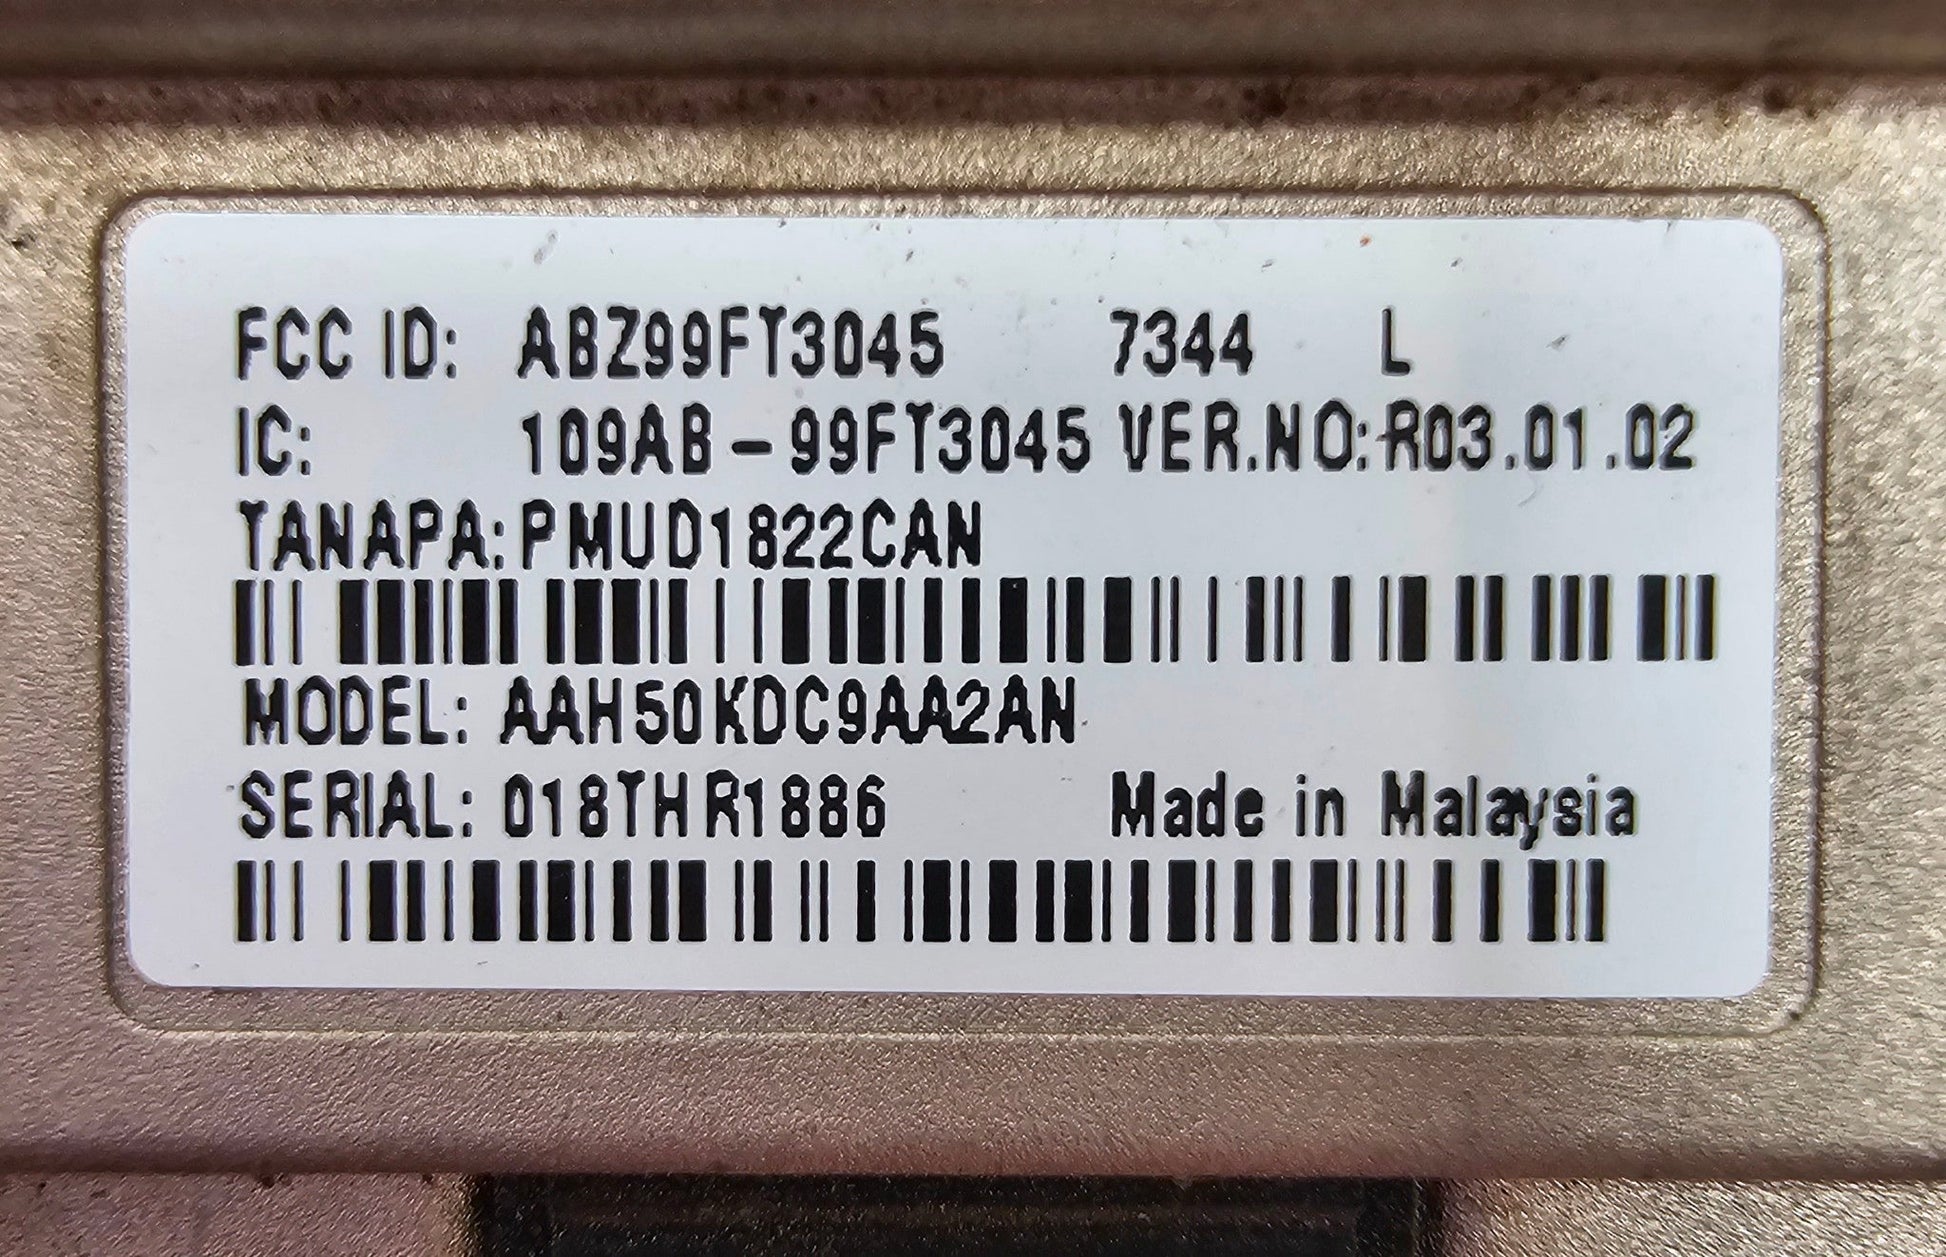 FCC ID: ABZ99FT3045 7344 L
IC: 109AB-99FT3045 VER.NO:R03.01.02
TANAPA:PMUD1822CAN
MODEL: AAH50KDC9AA2AN
SERIAL: 018THR1886 Made in Malaysia